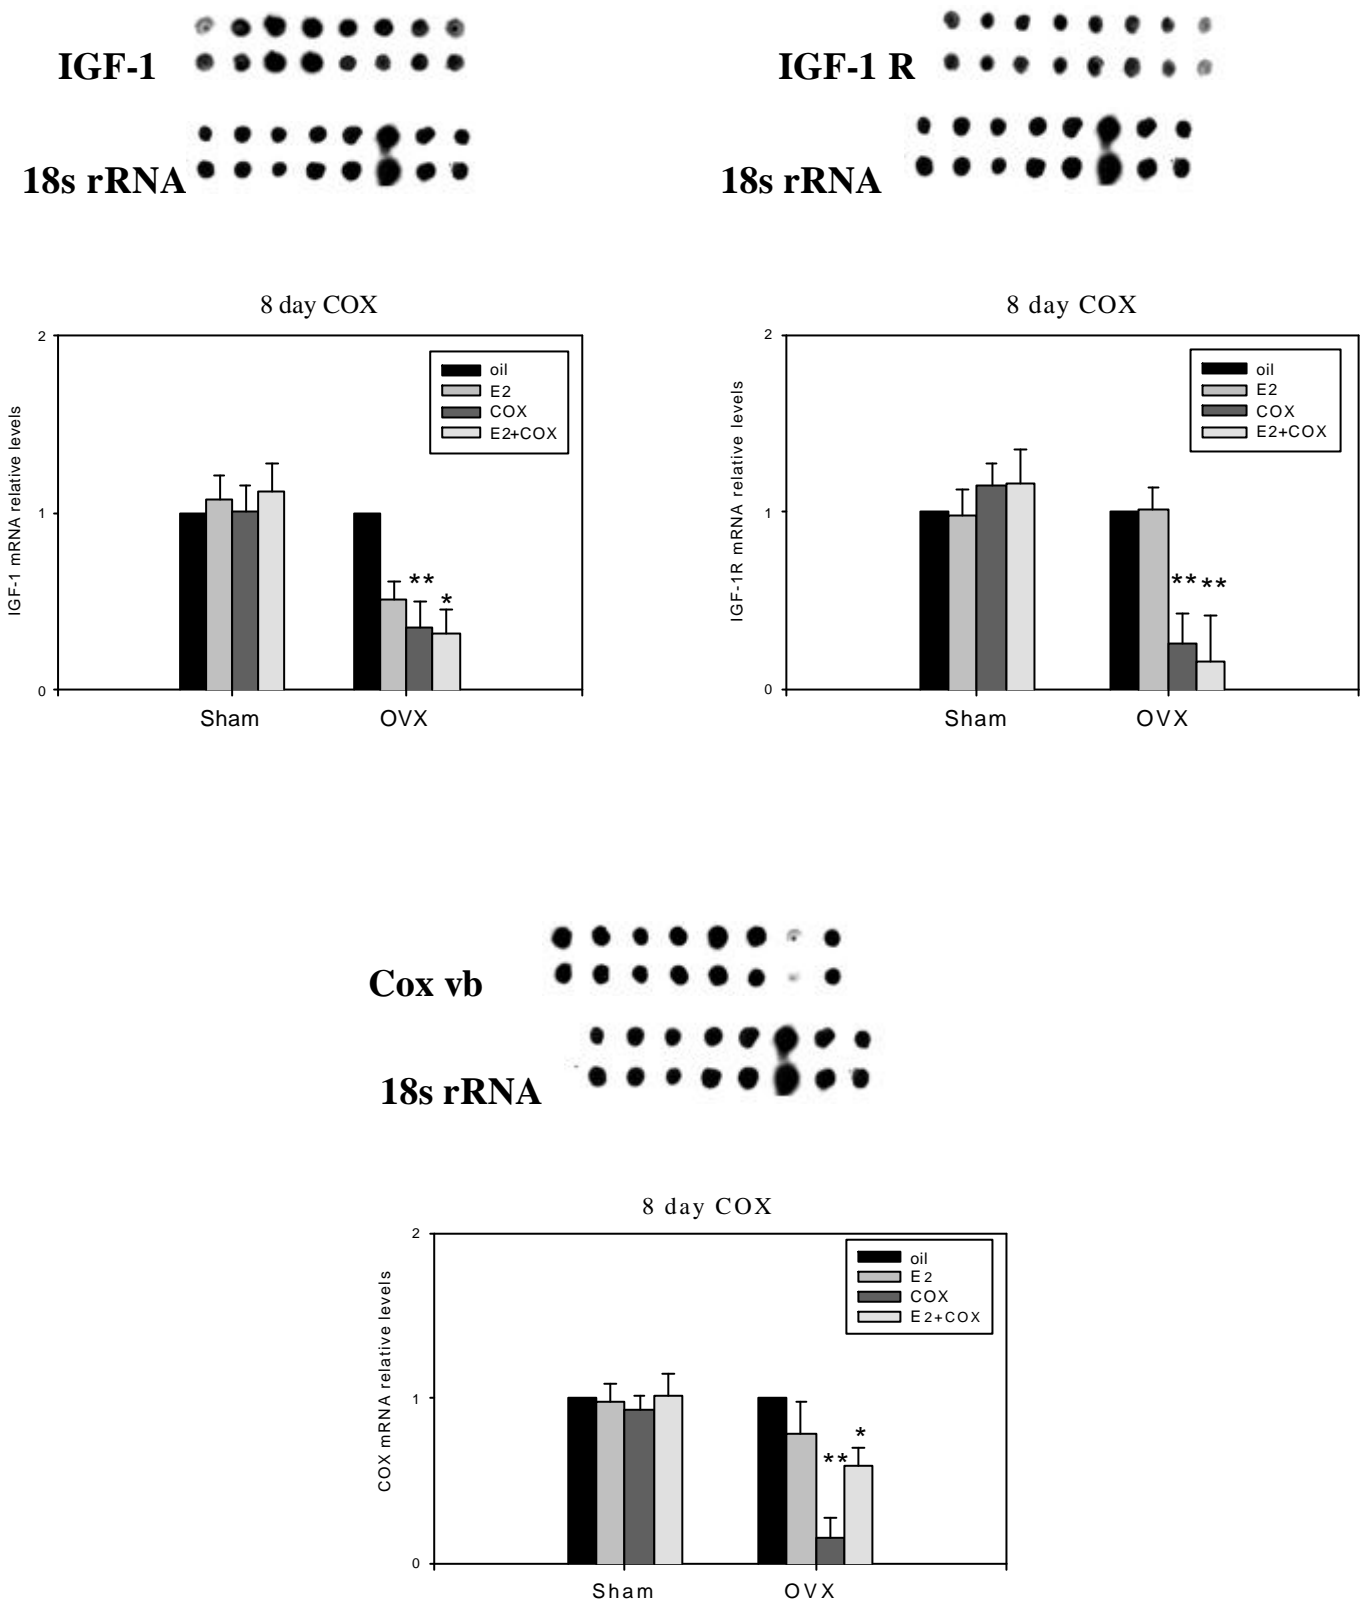 IGF-1
18s rRNA
8 day COX
2
1
0
IGF-1 mRNA relative levels
oil
E2
COX
E2+COX
**
*
Sham
OVX
IGF-1 R
18s rRNA
8 day COX
2
1
0
IGF-1R mRNA relative levels
oil
E2
COX
E2+COX
**
**
Sham
OVX
Cox vb
18s rRNA
8 day COX
2
1
0
COX mRNA relative levels
oil
E2
COX
E2+COX
**
*
Sham
OVX